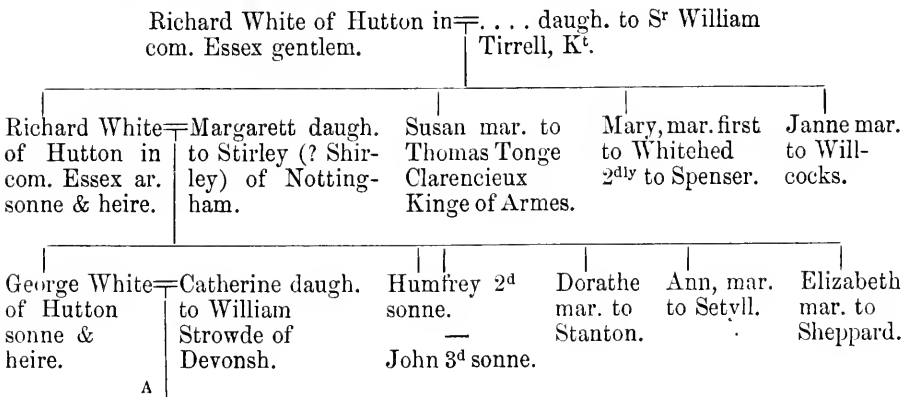 Richard White of Hutton in=. . . . daugh. to Sʳ William
com. Essex gentlem.
Tirrell, Kᵗ.
Richard White=
of Hutton in
com. Essex ar.
sonne & heire.
Margarett daugh.
to Stirley (? Shir-
ley) of Notting-
ham.
Susan mar. to
Thomas Tonge
Clarencieux
Kinge of Armes.
Mary, mar. first
to Whitehed
2ᵈˡʸ to Spenser.
Janne mar.
to Will-
cocks.
George White=
of Hutton
sonne &
heire.
Catherine daugh.
to William
Strowde of
Devonsh.
Humfrey 2ᵈ
sonne.
—
John 3ᵈ sonne.
Dorathe
mar. to
Stanton.
Ann, mar.
to Setyll.
Elizabeth
mar. to
Sheppard.
A